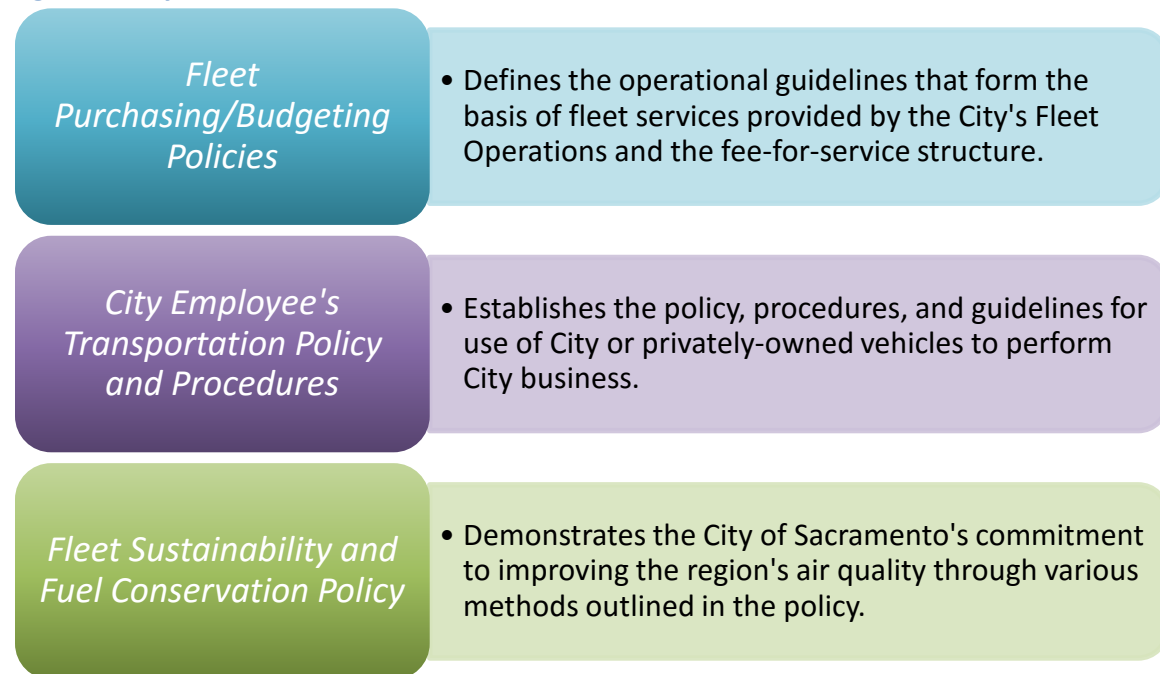 Fleet
Purchasing/Budgeting
Policies
• Defines the operational guidelines that form the
basis of fleet services provided by the City's Fleet
Operations and the fee-for-service structure.
City Employee's
Transportation Policy
and Procedures
• Establishes the policy, procedures, and guidelines for
use of City or privately-owned vehicles to perform
City business.
Fleet Sustainability and
Fuel Conservation Policy
• Demonstrates the City of Sacramento's commitment
to improving the region's air quality through various
methods outlined in the policy.